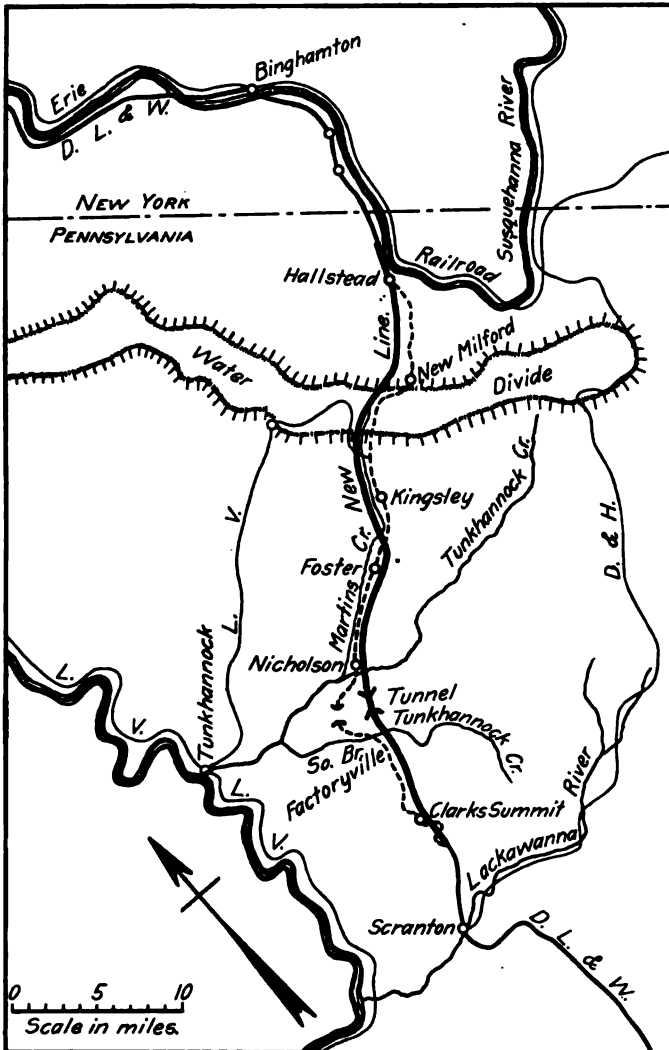 Binghamton
Erie
D. L. & W.
Susquehanna River
NEW YORK
PENNSYLVANIA
Hallstead
Railroad
Line.
New Milford
Water
Divide
New
Kingsley
Tunkhannock Cr.
D. & H.
L. V.
Foster
Martins Cr.
Tunkhannock
Nicholson
L.
V.
Tunnel
Tunkhannock Cr.
So. Br.
Factoryville
River
L.
V.
Clarks Summit
Lackawanna
Scranton
D. L. & W.
0 5 10
Scale in miles.